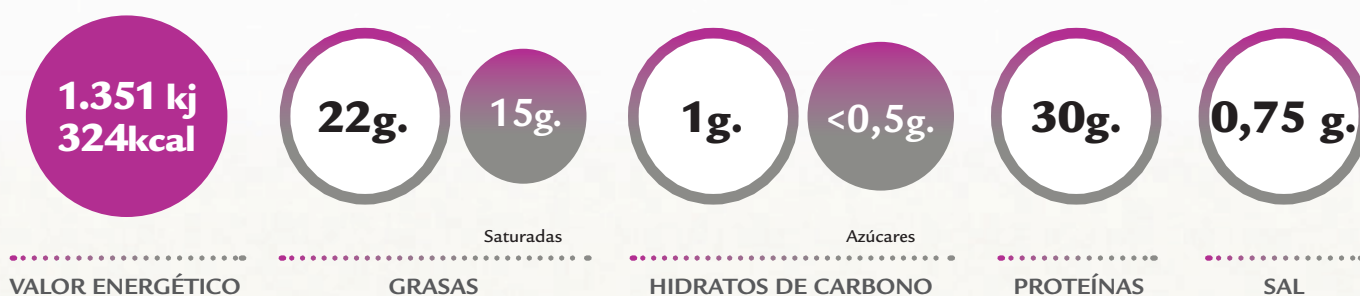 1.351 kj
324kcal
22g.
15g.
1g.
<0,5g.
30g.
0,75 g.
Saturadas
Azúcares
VALOR ENERGÉTICO
GRASAS
HIDRATOS DE CARBONO
PROTEÍNAS
SAL